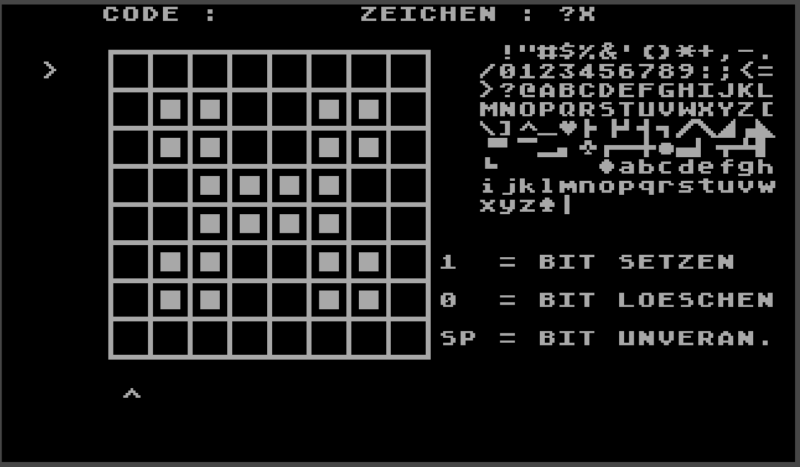 CODE : ZEICHEN : ?X
>
!"#$%&'()*+,-.
/0123456789:;<=
>?@ABCDEFGHIJKL
MNOPQRSTUVWXYZ[
\]^_
abcdefgh
ijklmnopqrstuvw
xyz|
1 = BIT SETZEN
0 = BIT LOESCHEN
SP = BIT UNVERAN.
^